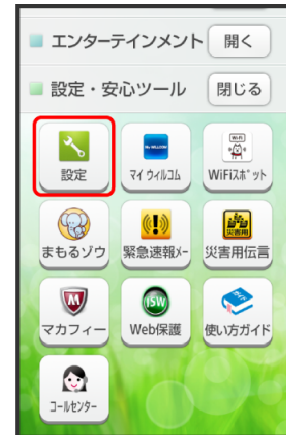 エンターテインメント 開く
設定・安心ツール 閉じる
設定 マイ ウィルコム WiFiスポット
まもるゾウ 緊急速報メー 災害用伝言
マカフィー Web保護 使い方ガイド
コールセンター